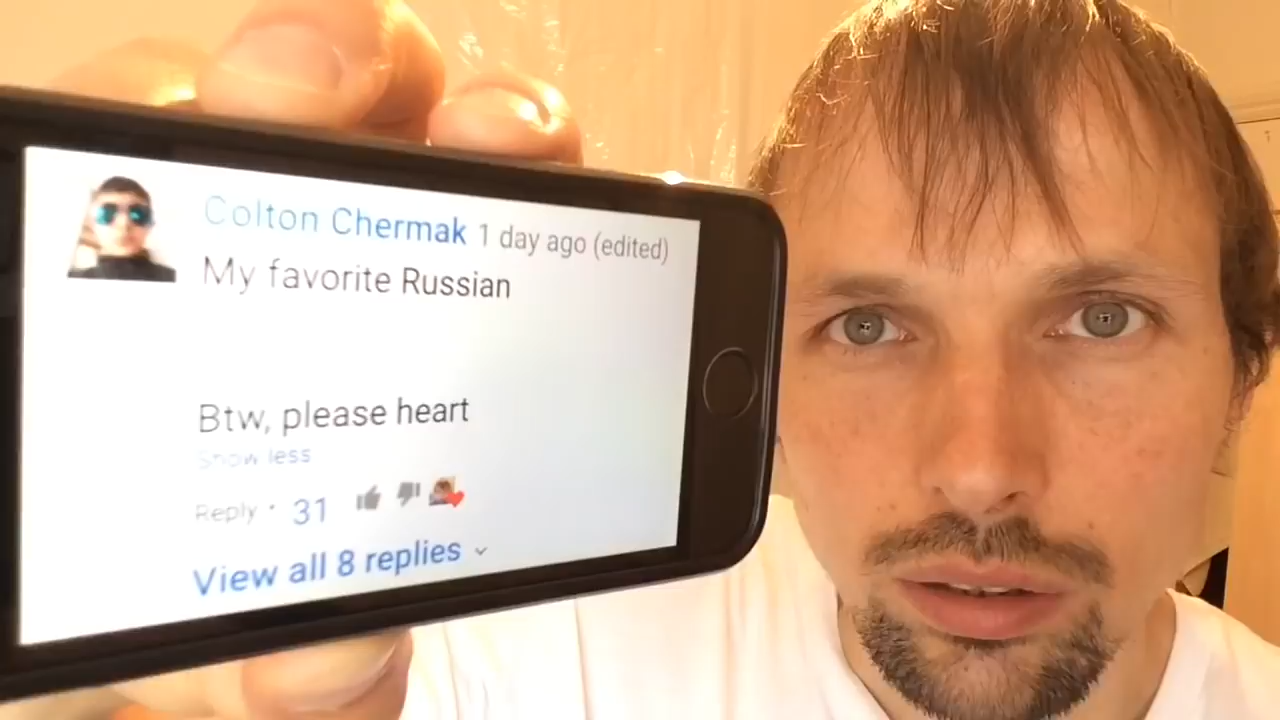 Colton Chermak 1 day ago (edited)
My favorite Russian
Btw, please heart
Show less
Reply · 31
View all 8 replies